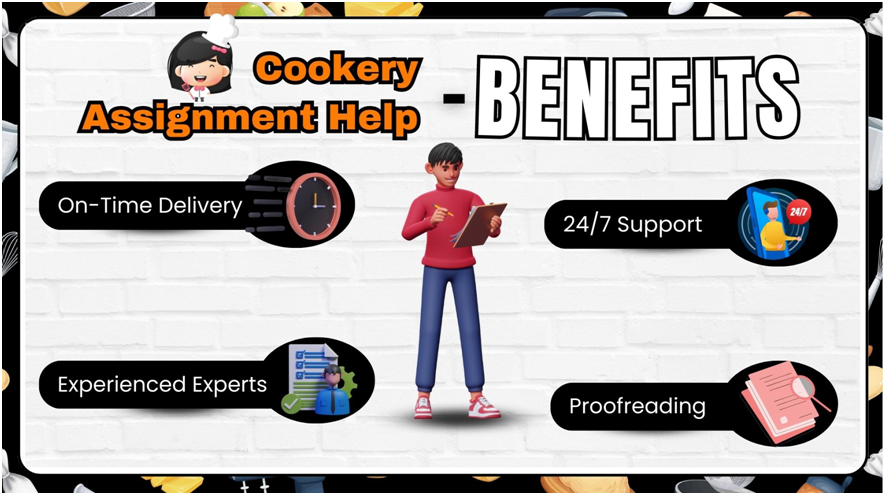 Cookery
Assignment Help
- BENEFITS
On-Time Delivery
24/7 Support
24/7
Experienced Experts
Proofreading